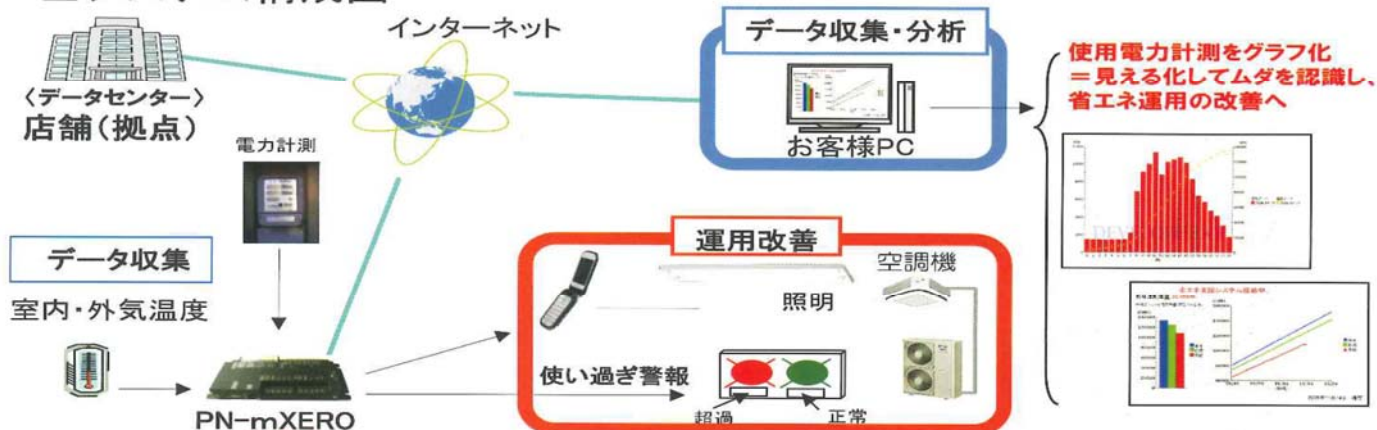 インターネット
〈データセンター〉
店舗(拠点)
電力計測
データ収集
室内・外気温度
PN-mXERO
データ収集・分析
お客様PC
運用改善
照明
空調機
使い過ぎ警報
超過
正常
使用電力計測をグラフ化
=見える化してムダを認識し、
省エネ運用の改善へ